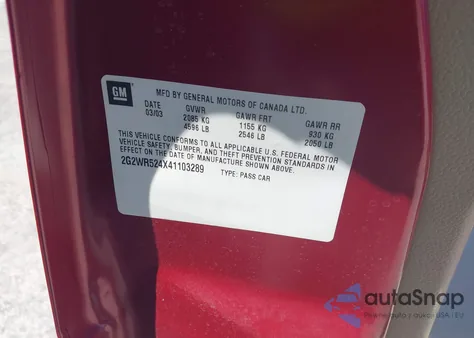 GM
MFD BY GENERAL MOTORS OF CANADA LTD.
DATE GVWR GAWR FRT GAWR RR
03/03 2085 KG 1155 KG 930 KG
4596 LB 2546 LB 2050 LB
THIS VEHICLE CONFORMS TO ALL APPLICABLE U.S. FEDERAL MOTOR
VEHICLE SAFETY, BUMPER, AND THEFT PREVENTION STANDARDS IN
EFFECT ON THE DATE OF MANUFACTURE SHOWN ABOVE.
2G2WR524X41103289 TYPE: PASS CAR
autoSnap